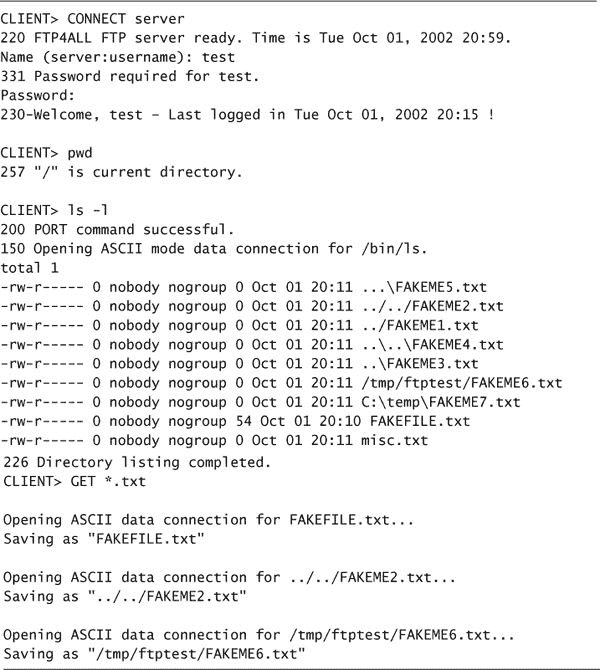 CLIENT> CONNECT server
220 FTP4ALL FTP server ready. Time is Tue Oct 01, 2002 20:59.
Name (server:username): test
331 Password required for test.
Password:
230-Welcome, test – Last logged in Tue Oct 01, 2002 20:15 !
CLIENT> pwd
257 "/" is current directory.
CLIENT> ls -l
200 PORT command successful.
150 Opening ASCII mode data connection for /bin/ls.
total 1
-rw-r----- 0 nobody nogroup 0 Oct 01 20:11 ...\FAKEME5.txt
-rw-r----- 0 nobody nogroup 0 Oct 01 20:11 ../../FAKEME2.txt
-rw-r----- 0 nobody nogroup 0 Oct 01 20:11 ../FAKEME1.txt
-rw-r----- 0 nobody nogroup 0 Oct 01 20:11 ..\..\FAKEME4.txt
-rw-r----- 0 nobody nogroup 0 Oct 01 20:11 ..\FAKEME3.txt
-rw-r----- 0 nobody nogroup 0 Oct 01 20:11 /tmp/ftptest/FAKEME6.txt
-rw-r----- 0 nobody nogroup 0 Oct 01 20:11 C:\temp\FAKEME7.txt
-rw-r----- 0 nobody nogroup 54 Oct 01 20:10 FAKEFILE.txt
-rw-r----- 0 nobody nogroup 0 Oct 01 20:11 misc.txt
226 Directory listing completed.
CLIENT> GET *.txt
Opening ASCII data connection for FAKEFILE.txt...
Saving as "FAKEFILE.txt"
Opening ASCII data connection for ../../FAKEME2.txt...
Saving as "../../FAKEME2.txt"
Opening ASCII data connection for /tmp/ftptest/FAKEME6.txt...
Saving as "/tmp/ftptest/FAKEME6.txt"